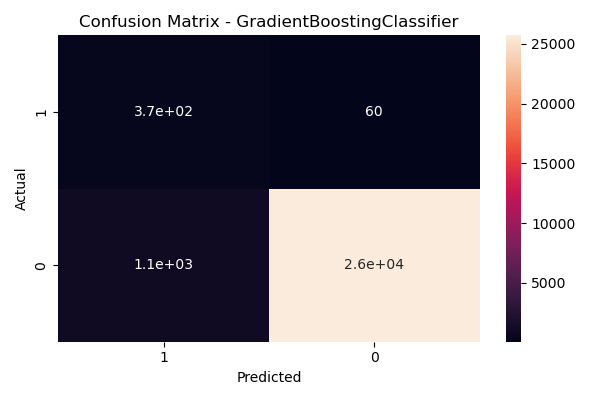 Confusion Matrix - GradientBoostingClassifier
Actual
1
0
3.7e+02
60
1.1e+03
2.6e+04
1
0
Predicted
25000
20000
15000
10000
5000